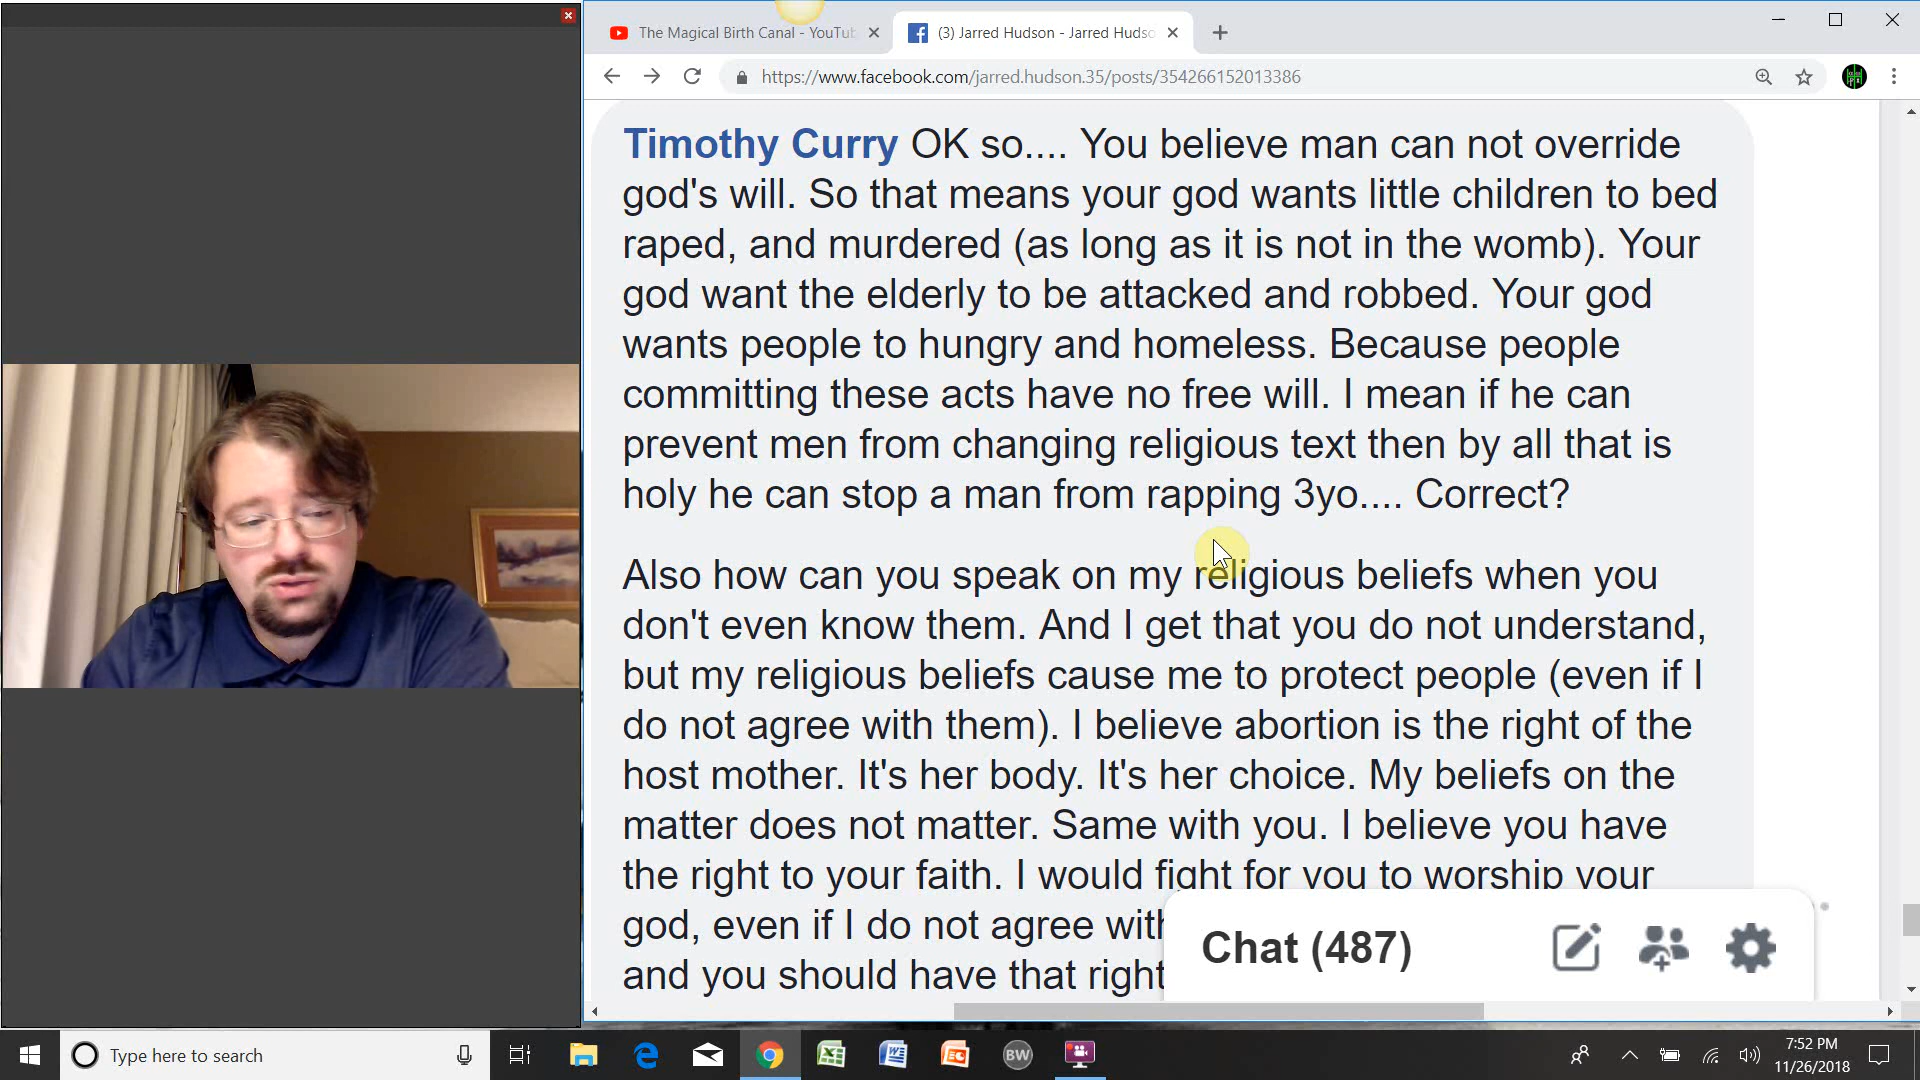 The Magical Birth Canal - YouTub
(3) Jarred Hudson - Jarred Hudso
https://www.facebook.com/jarred.hudson.35/posts/354266152013386
Timothy Curry OK so.... You believe man can not override
god's will. So that means your god wants little children to bed
raped, and murdered (as long as it is not in the womb). Your
god want the elderly to be attacked and robbed. Your god
wants people to hungry and homeless. Because people
committing these acts have no free will. I mean if he can
prevent men from changing religious text then by all that is
holy he can stop a man from rapping 3yo.... Correct?
Also how can you speak on my religious beliefs when you
don't even know them. And I get that you do not understand,
but my religious beliefs cause me to protect people (even if I
do not agree with them). I believe abortion is the right of the
host mother. It's her body. It's her choice. My beliefs on the
matter does not matter. Same with you. I believe you have
the right to your faith. I would fight for you to worship your
god, even if I do not agree with
and you should have that right
Chat (487)
Type here to search
BW
7:52 PM
11/26/2018